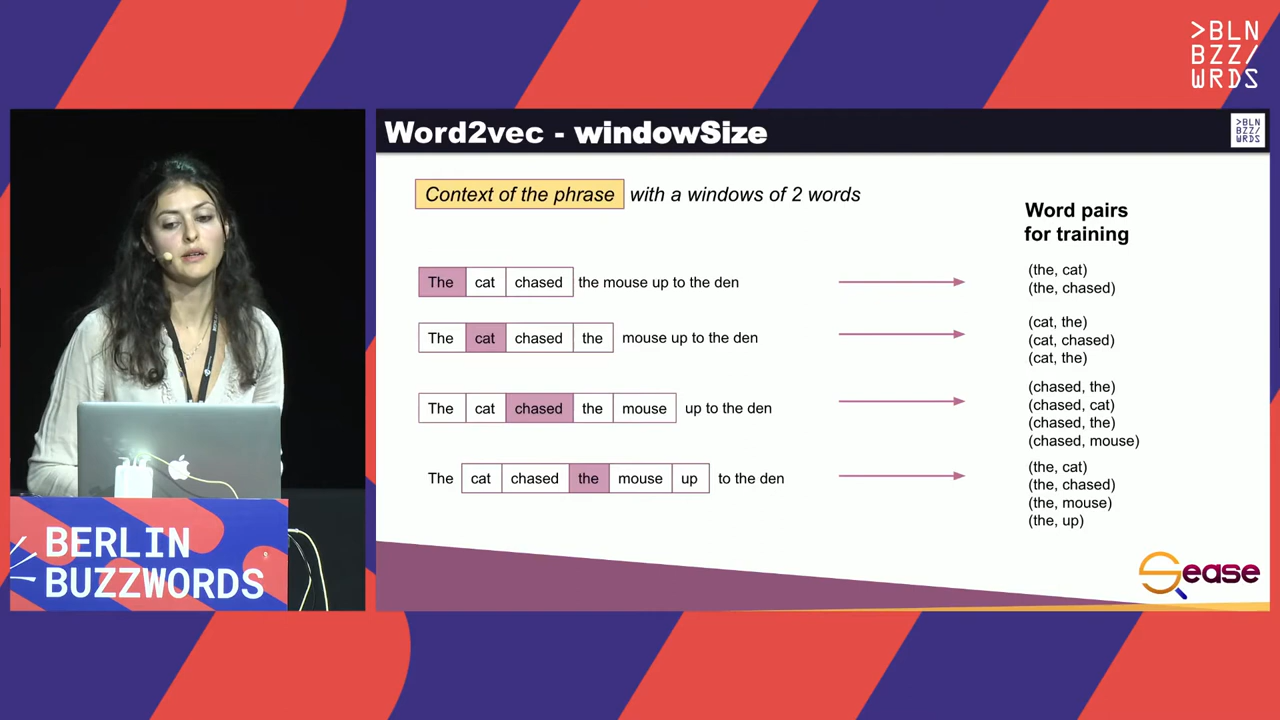 >BLN
BZZ/
WRDS
Word2vec - windowSize
>BLN
BZZ/
WRDS
Context of the phrase with a windows of 2 words
Word pairs
for training
The cat chased the mouse up to the den
(the, cat)
(the, chased)
The cat chased the mouse up to the den
(cat, the)
(cat, chased)
(cat, the)
The cat chased the mouse up to the den
(chased, the)
(chased, cat)
(chased, the)
(chased, mouse)
The cat chased the mouse up to the den
(the, cat)
(the, chased)
(the, mouse)
(the, up)
Sease
BERLIN
BUZZWORDS